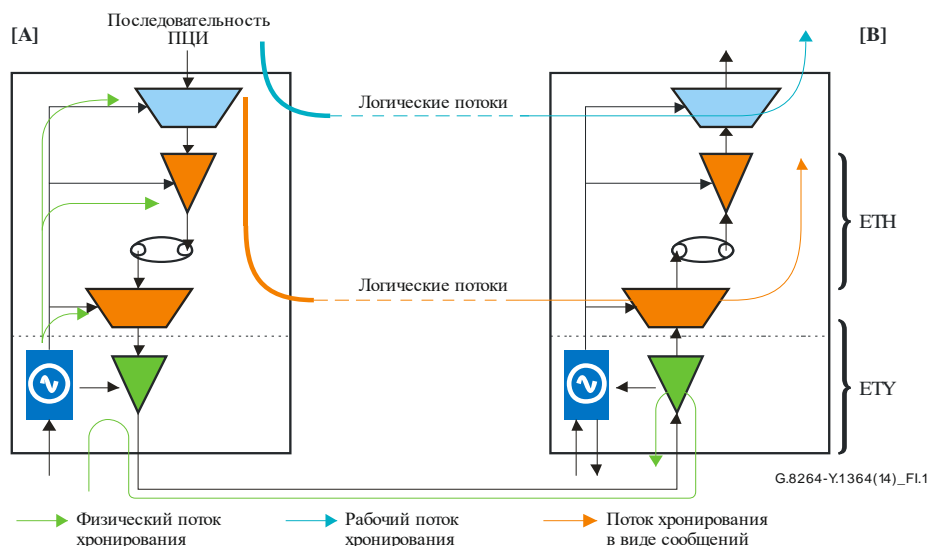 Последовательность
ПЦИ
[A]
[B]
Логические потоки
ETH
Логические потоки
ETY
G.8264-Y.1364(14)_FI.1
Физический поток
хронирования
Рабочий поток
хронирования
Поток хронирования
в виде сообщений